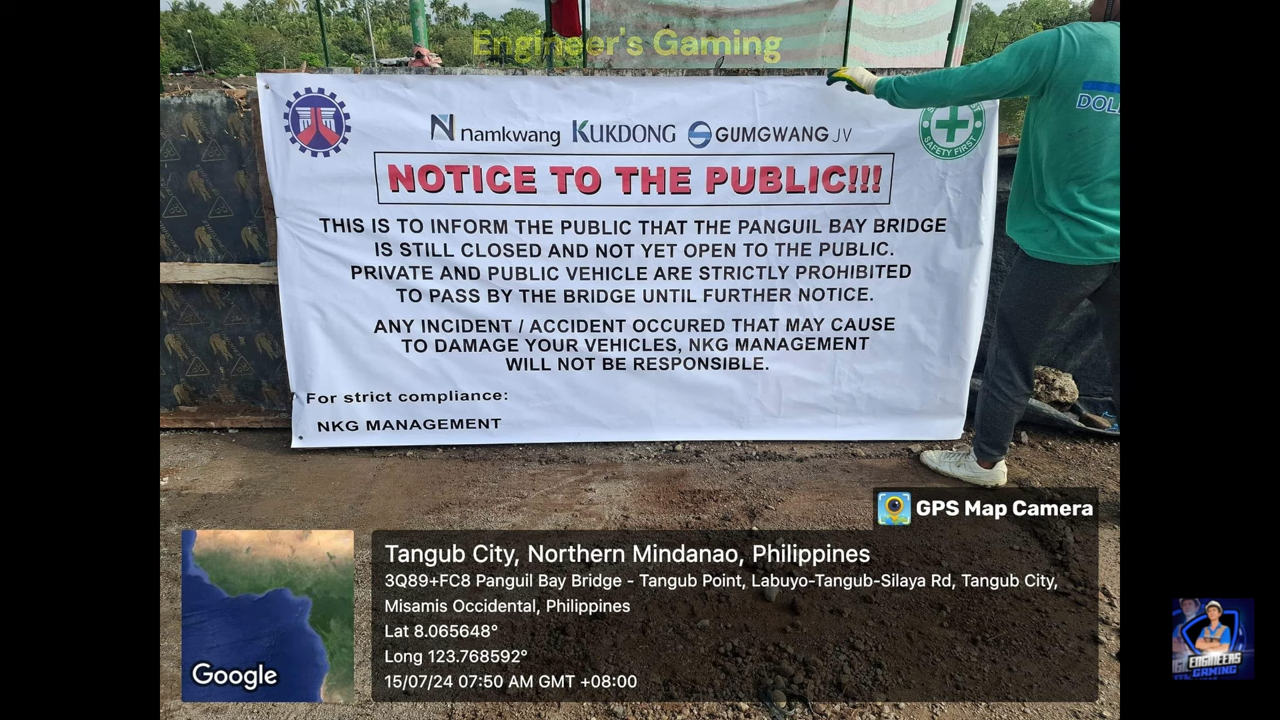 Engineer's Gaming
Namkwang KUKDONG GUMGWANG JV
SAFETY FIRST
NOTICE TO THE PUBLIC!!!
THIS IS TO INFORM THE PUBLIC THAT THE PANGUIL BAY BRIDGE
IS STILL CLOSED AND NOT YET OPEN TO THE PUBLIC.
PRIVATE AND PUBLIC VEHICLE ARE STRICTLY PROHIBITED
TO PASS BY THE BRIDGE UNTIL FURTHER NOTICE.
ANY INCIDENT / ACCIDENT OCCURED THAT MAY CAUSE
TO DAMAGE YOUR VEHICLES, NKG MANAGEMENT
WILL NOT BE RESPONSIBLE.
For strict compliance:
NKG MANAGEMENT
GPS Map Camera
Tangub City, Northern Mindanao, Philippines
3Q89+FC8 Panguil Bay Bridge - Tangub Point, Labuyo-Tangub-Silaya Rd, Tangub City,
Misamis Occidental, Philippines
Lat 8.065648°
Long 123.768592°
15/07/24 07:50 AM GMT +08:00
Google
ENGINEERS
GAMING